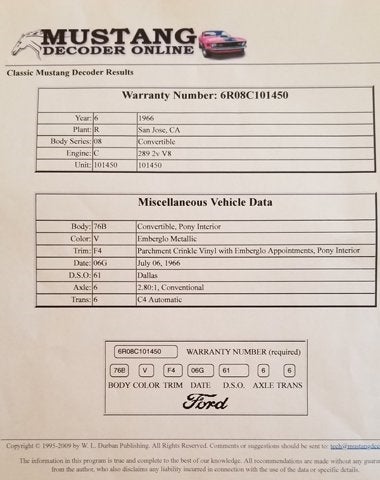 MUSTANG
DECODER ONLINE
Classic Mustang Decoder Results
Warranty Number: 6R08C101450
Year: 6 1966
Plant: R San Jose, CA
Body Series: 08 Convertible
Engine: C 289 2v V8
Unit: 101450 101450
Miscellaneous Vehicle Data
Body: 76B Convertible, Pony Interior
Color: V Emberglo Metallic
Trim: F4 Parchment Crinkle Vinyl with Emberglo Appointments, Pony Interior
Date: 06G July 06, 1966
D.S.O: 61 Dallas
Axle: 6 2.80:1, Conventional
Trans: 6 C4 Automatic
6R08C101450 WARRANTY NUMBER (required)
76B V F4 06G 61 6 6
BODY COLOR TRIM DATE D.S.O. AXLE TRANS
Ford
Copyright © 1995-2009 by W. L. Durban Publishing. All Rights Reserved. Comments or suggestions should be sent to: tech@mustangdec
The information in this program is true and complete to the best of our knowledge. All recommendations are made without any guara
from the author, who also disclaims any liability incurred in connection with the use of the data or specific details.